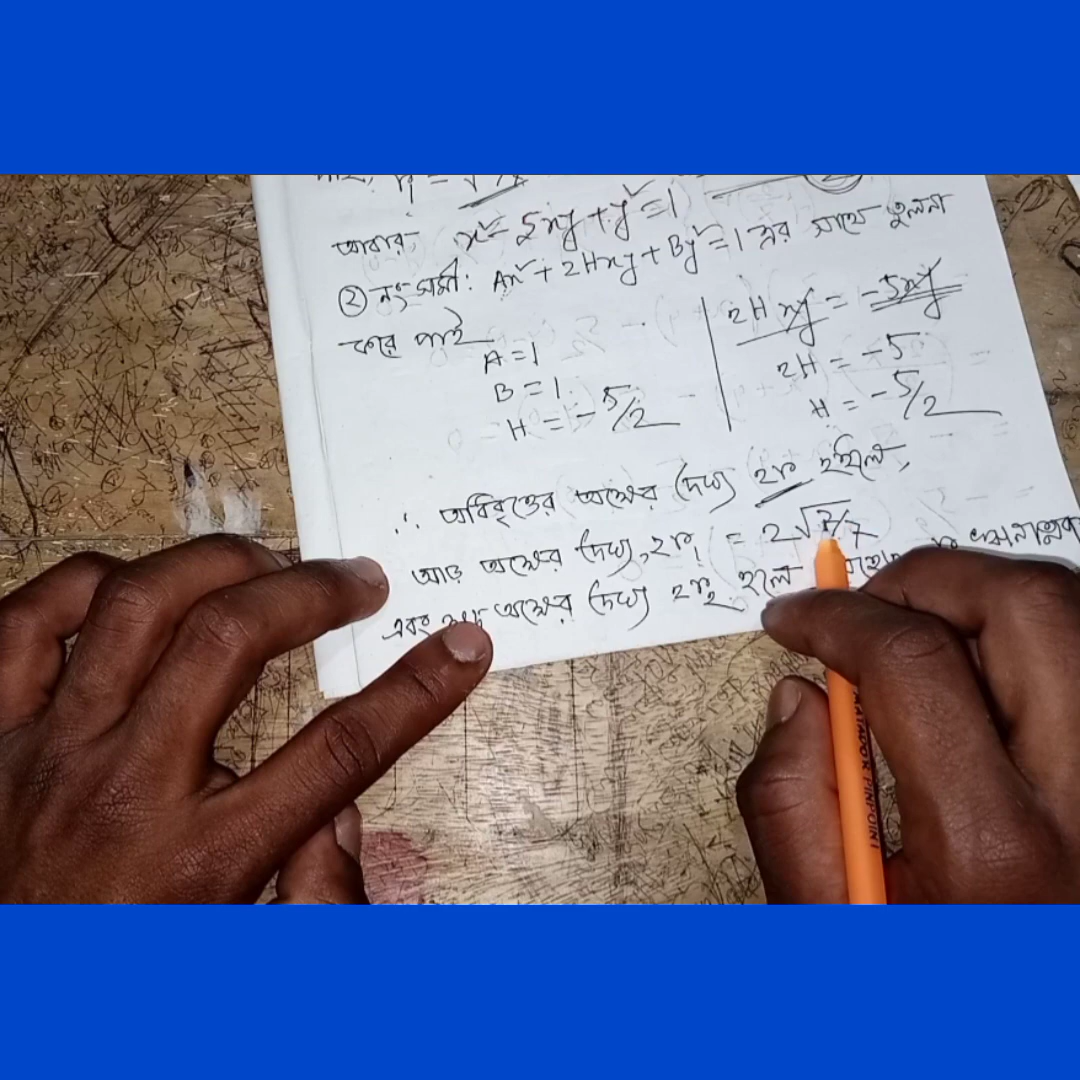 আবার, x² - 5xy + y² = 1
② নং সমী: Ax² + 2Hxy + By² = 1 এর সাথে তুলনা
করে পাই
A = 1
B = 1
H = - 5/2
2Hxy = -5xy
2H = -5
H = -5/2
∴ অধিবৃত্তের অক্ষের দৈর্ঘ্য 2r হইলে,
আড় অক্ষের দৈর্ঘ্য, 2r₁ = 2√2/7
এবং অক্ষের দৈর্ঘ্য 2r₂ হলে
PINPOINT